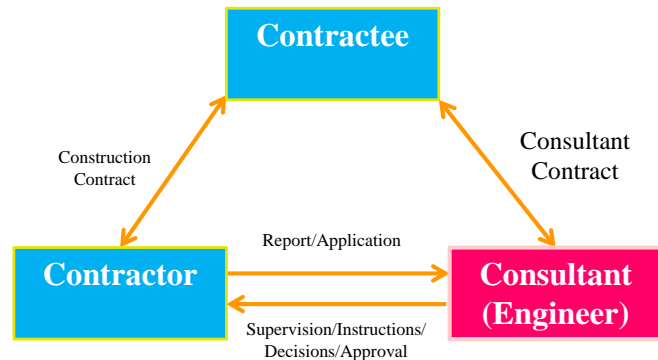 Contractee
Construction
Contract
Consultant
Contract
Report/Application
Contractor
Consultant
(Engineer)
Supervision/Instructions/
Decisions/Approval